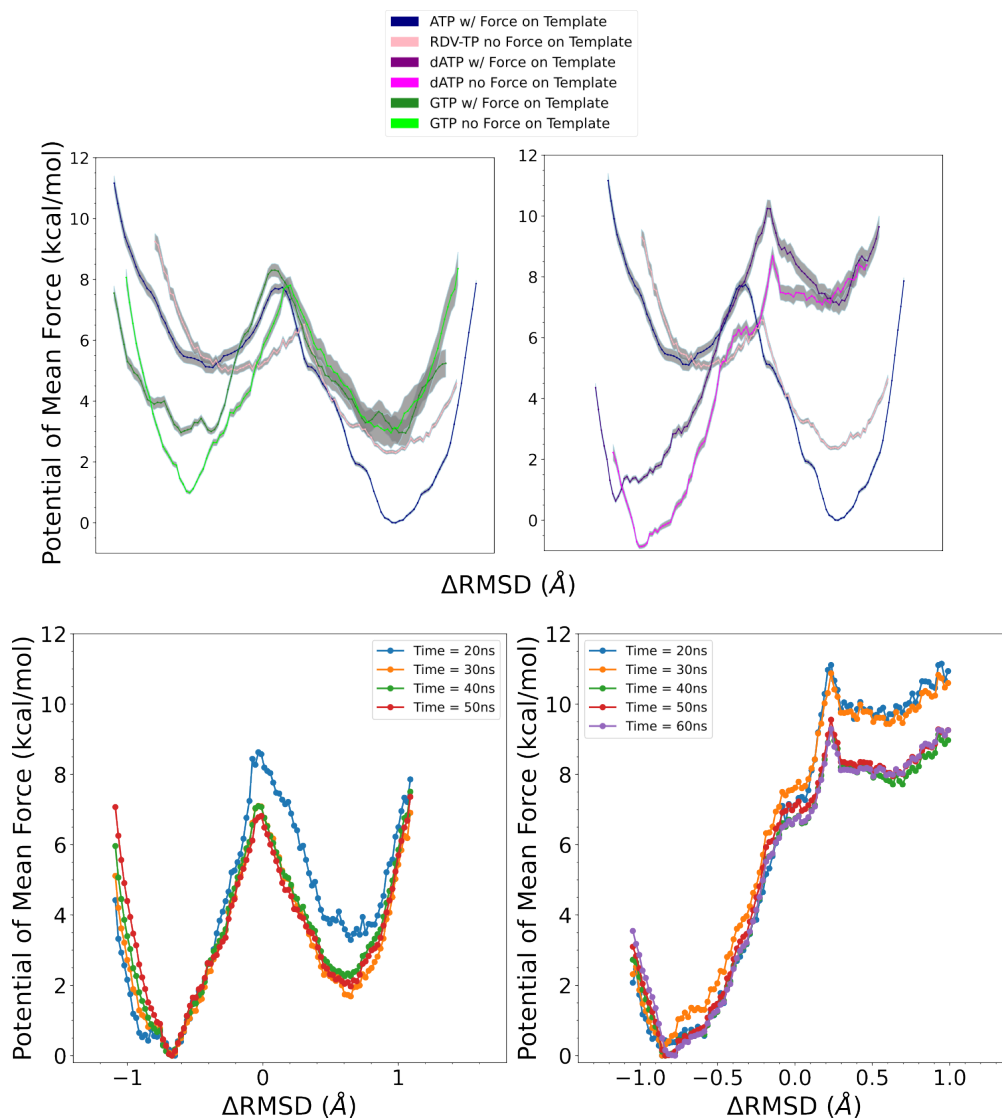 ATP w/ Force on Template
RDV-TP no Force on Template
dATP w/ Force on Template
dATP no Force on Template
GTP w/ Force on Template
GTP no Force on Template
Potential of Mean Force (kcal/mol)
12
10
8
6
4
2
0
12
10
8
6
4
2
0
ΔRMSD (Å)
Potential of Mean Force (kcal/mol)
12
10
8
6
4
2
0
Time = 20ns
Time = 30ns
Time = 40ns
Time = 50ns
−1
0
1
ΔRMSD (Å)
Potential of Mean Force (kcal/mol)
12
10
8
6
4
2
0
Time = 20ns
Time = 30ns
Time = 40ns
Time = 50ns
Time = 60ns
−1.0
−0.5
0.0
0.5
1.0
ΔRMSD (Å)